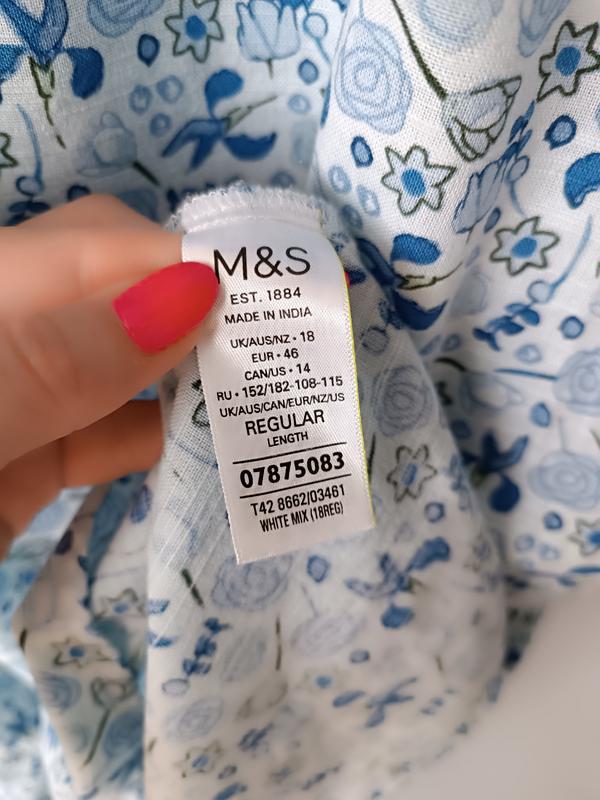 M&S
EST. 1884
MADE IN INDIA
UK/AUS/NZ • 18
EUR • 46
CAN/US • 14
RU • 152/182-108-115
UK/AUS/CAN/EUR/NZ/US
REGULAR
LENGTH
07875083
T42 8662/03461
WHITE MIX (18REG)